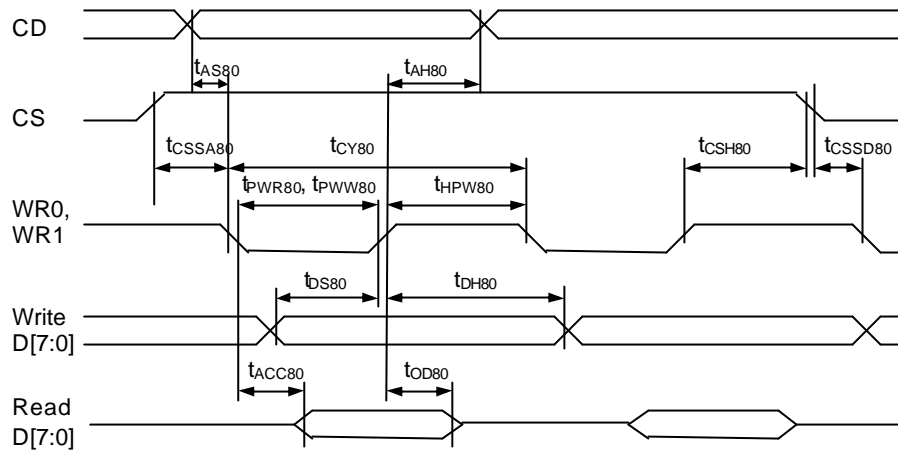 CD
tAS80
tAH80
CS
tCSSA80
tCY80
tCSH80
tCSSD80
tPWR80, tPWW80
tHPW80
WR0,
WR1
tDS80
tDH80
Write
D[7:0]
tACC80
tOD80
Read
D[7:0]